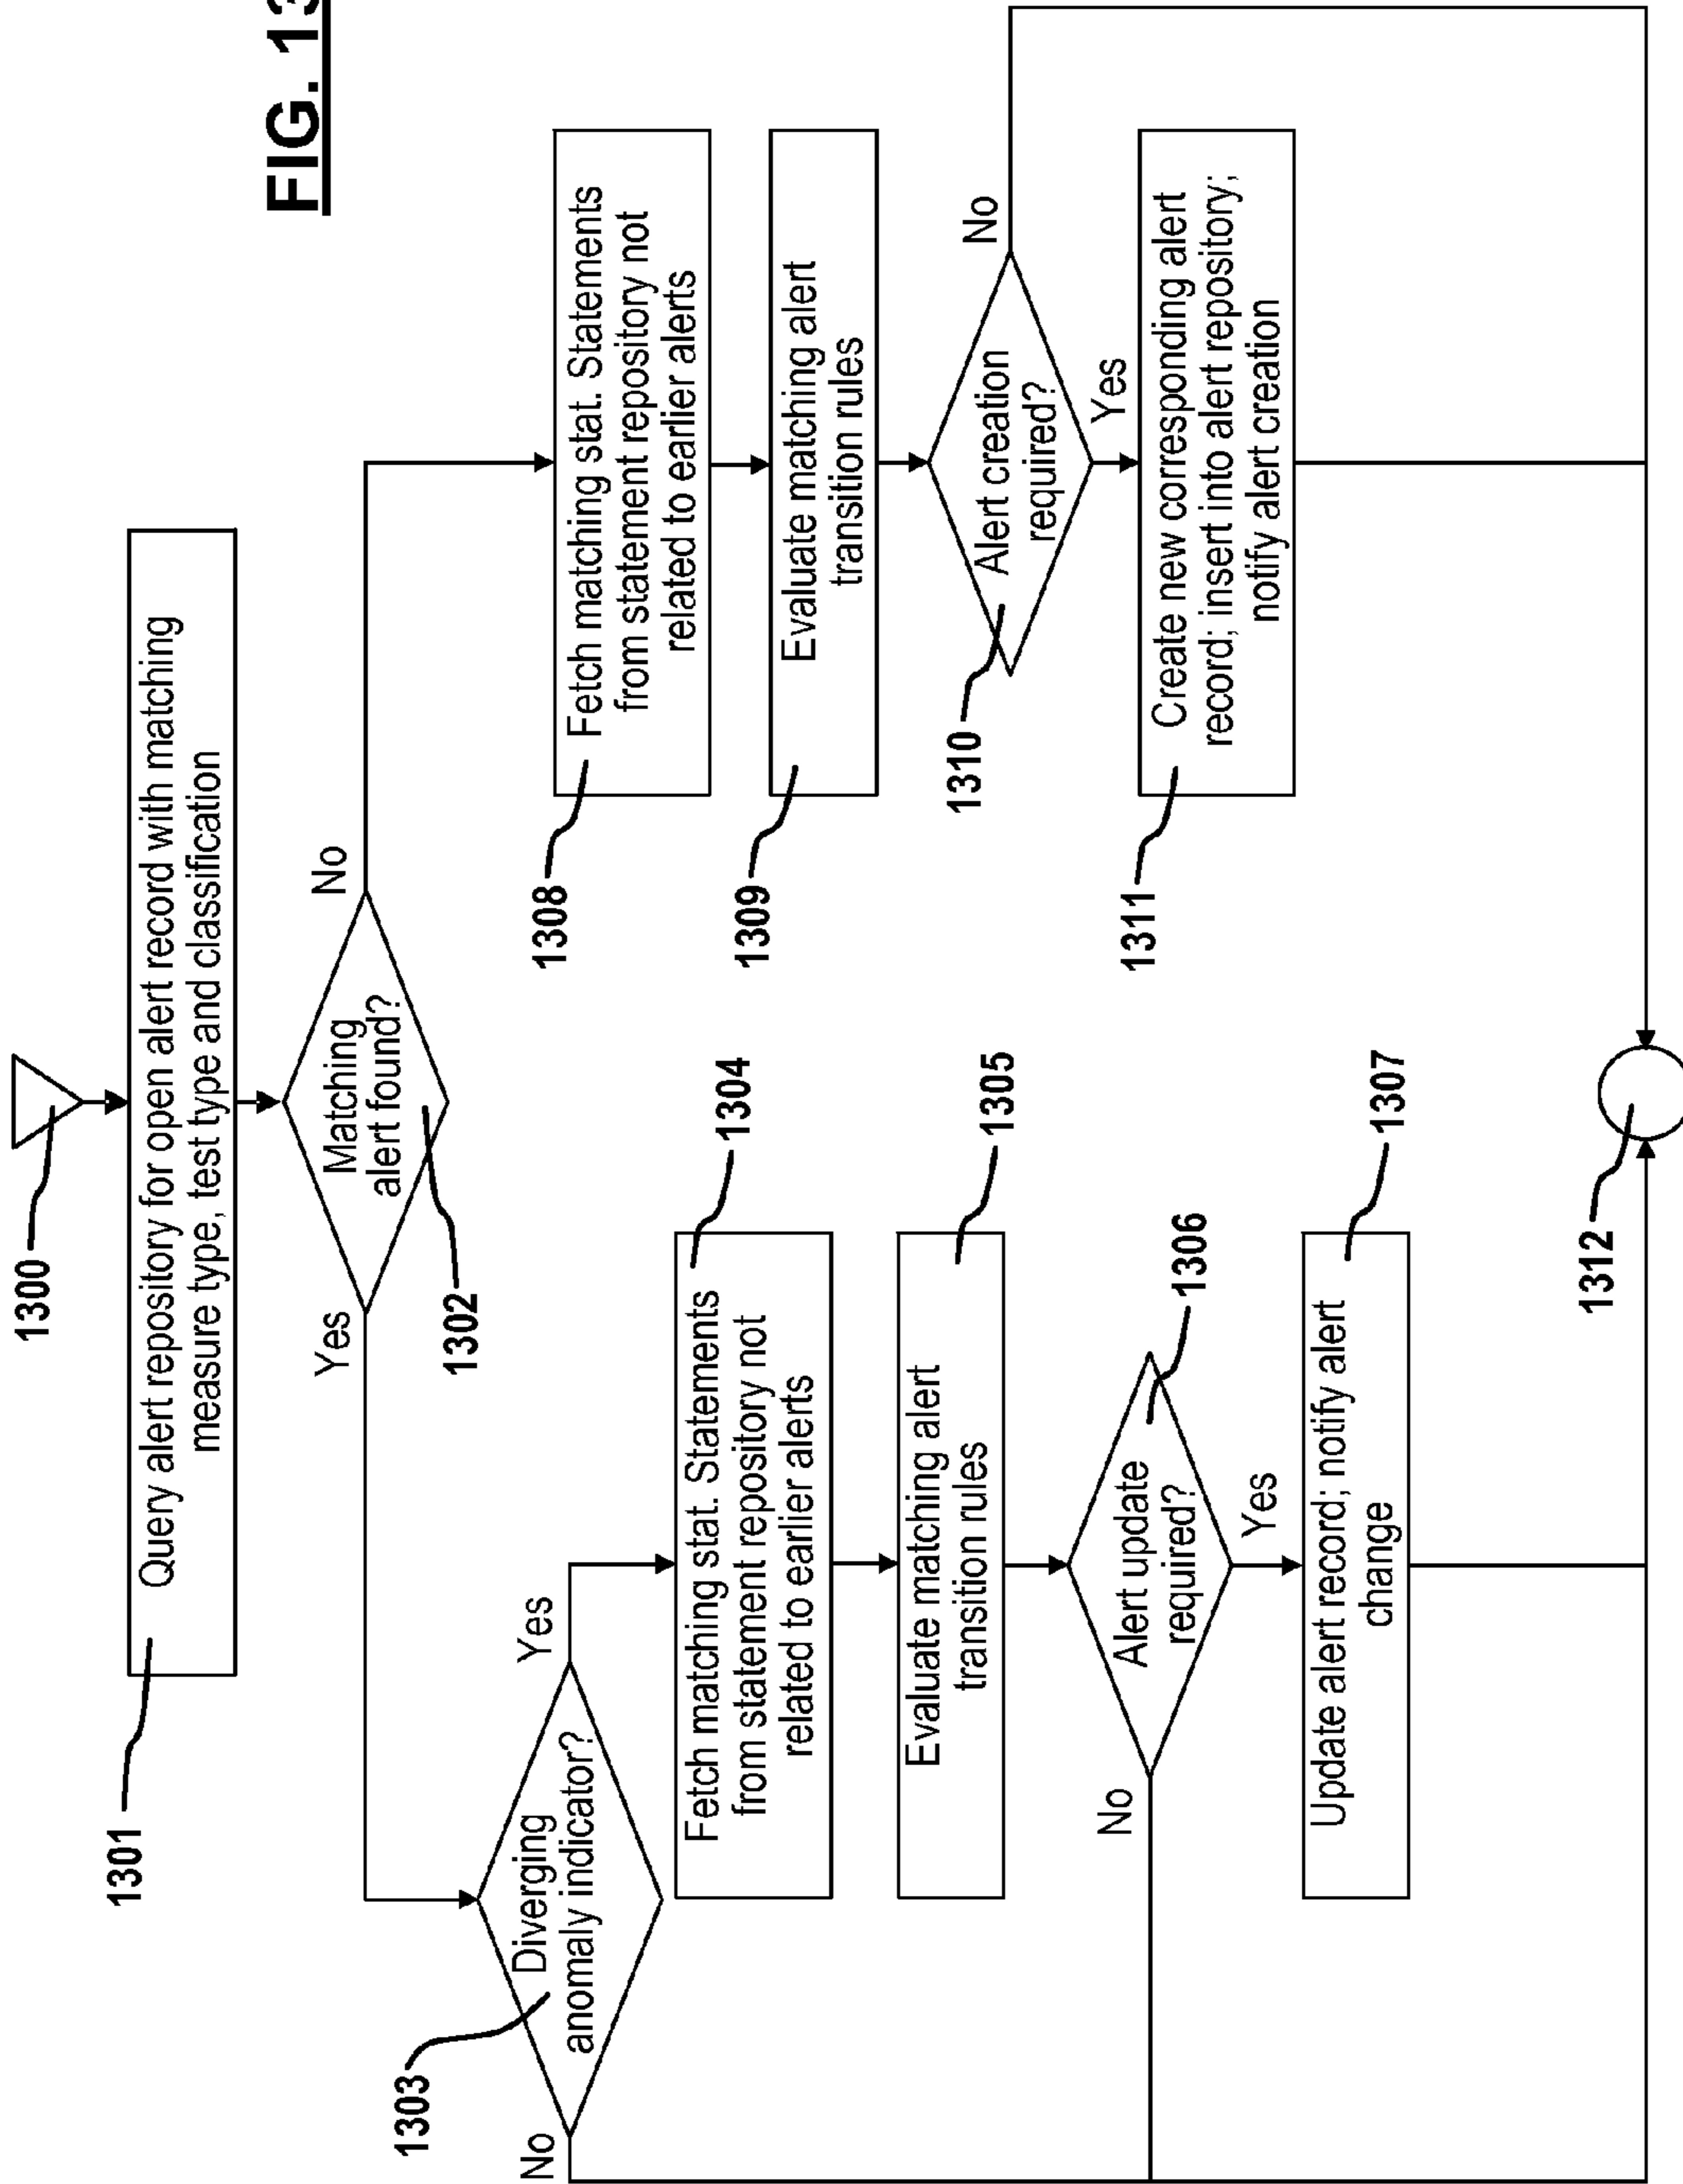 FIG. 13
1300
1301
Query alert repository for open alert record with matching
measure type, test type and classification
Matching
alert found?
Yes
No
1302
1303
Diverging
anomaly indicator?
No
Yes
1304
Fetch matching stat. Statements
from statement repository not
related to earlier alerts
1305
Evaluate matching alert
transition rules
1306
Alert update
required?
No
Yes
1307
Update alert record; notify alert
change
1308
Fetch matching stat. Statements
from statement repository not
related to earlier alerts
1309
Evaluate matching alert
transition rules
1310
Alert creation
required?
No
Yes
1311
Create new corresponding alert
record; insert into alert repository;
notify alert creation
1312